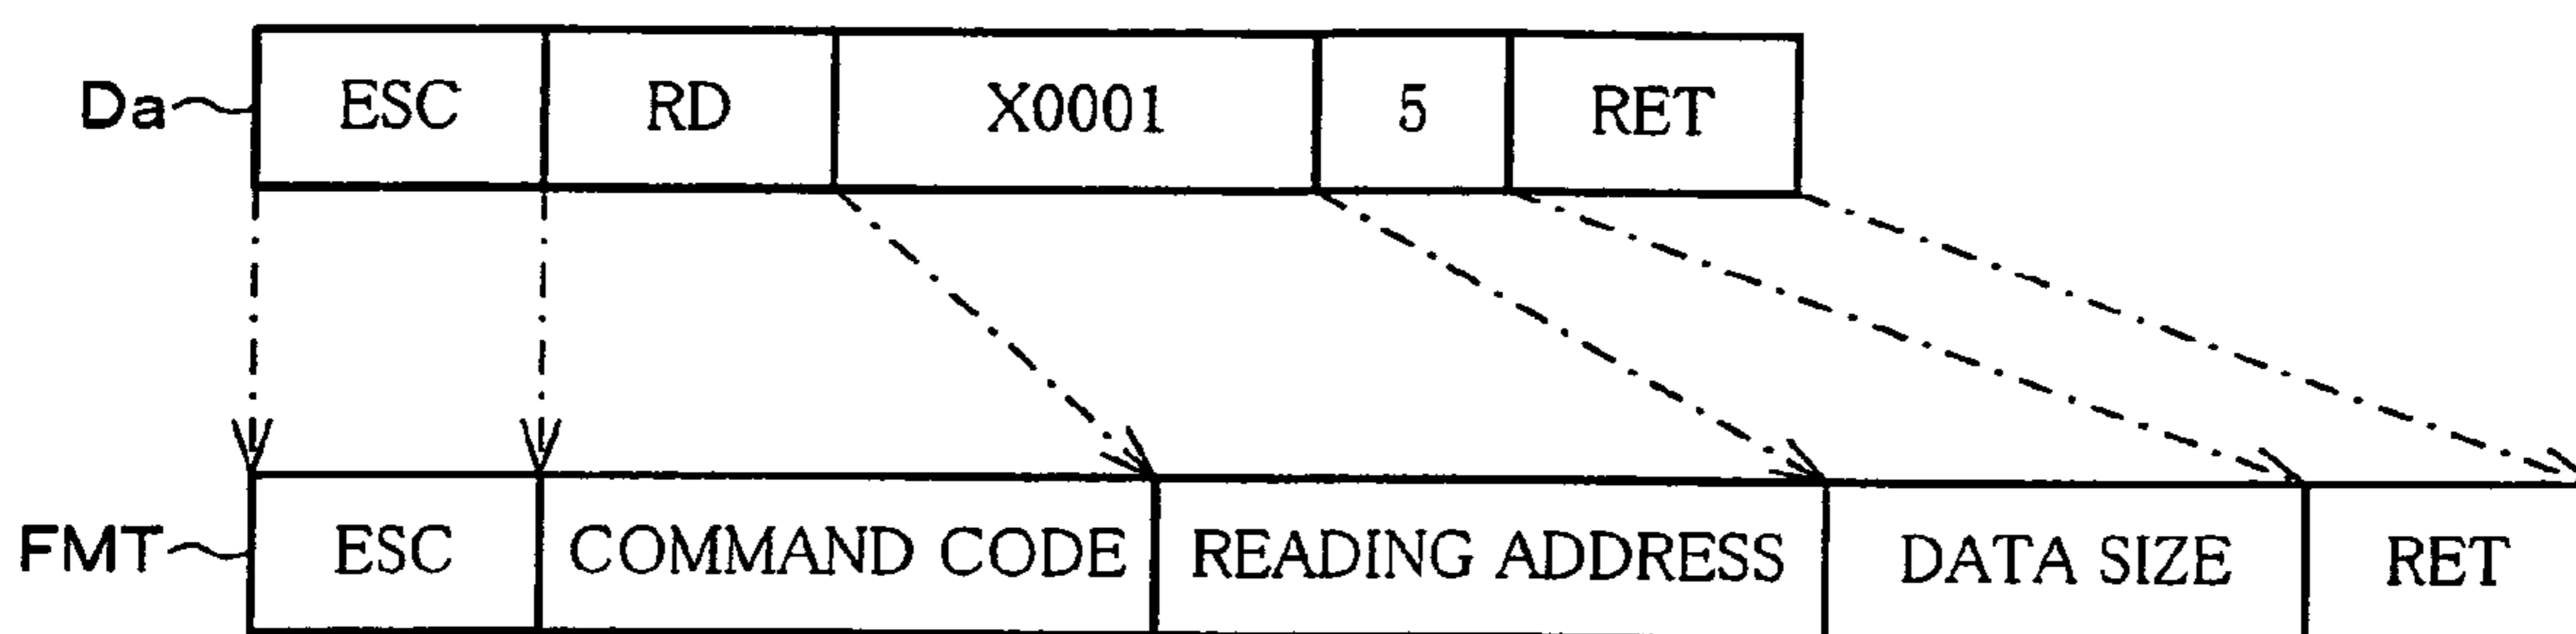 Da ESC RD X0001 5 RET
FMT ESC COMMAND CODE READING ADDRESS DATA SIZE RET